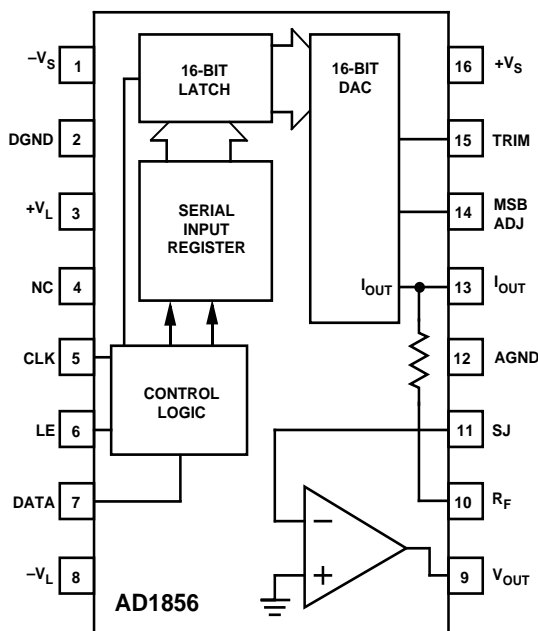 –VS 1
DGND 2
+VL 3
NC 4
CLK 5
LE 6
DATA 7
–VL 8
16-BIT
LATCH
SERIAL
INPUT
REGISTER
CONTROL
LOGIC
16-BIT
DAC
IOUT
–
+
AD1856
16 +VS
15 TRIM
14 MSB
ADJ
13 IOUT
12 AGND
11 SJ
10 RF
9 VOUT